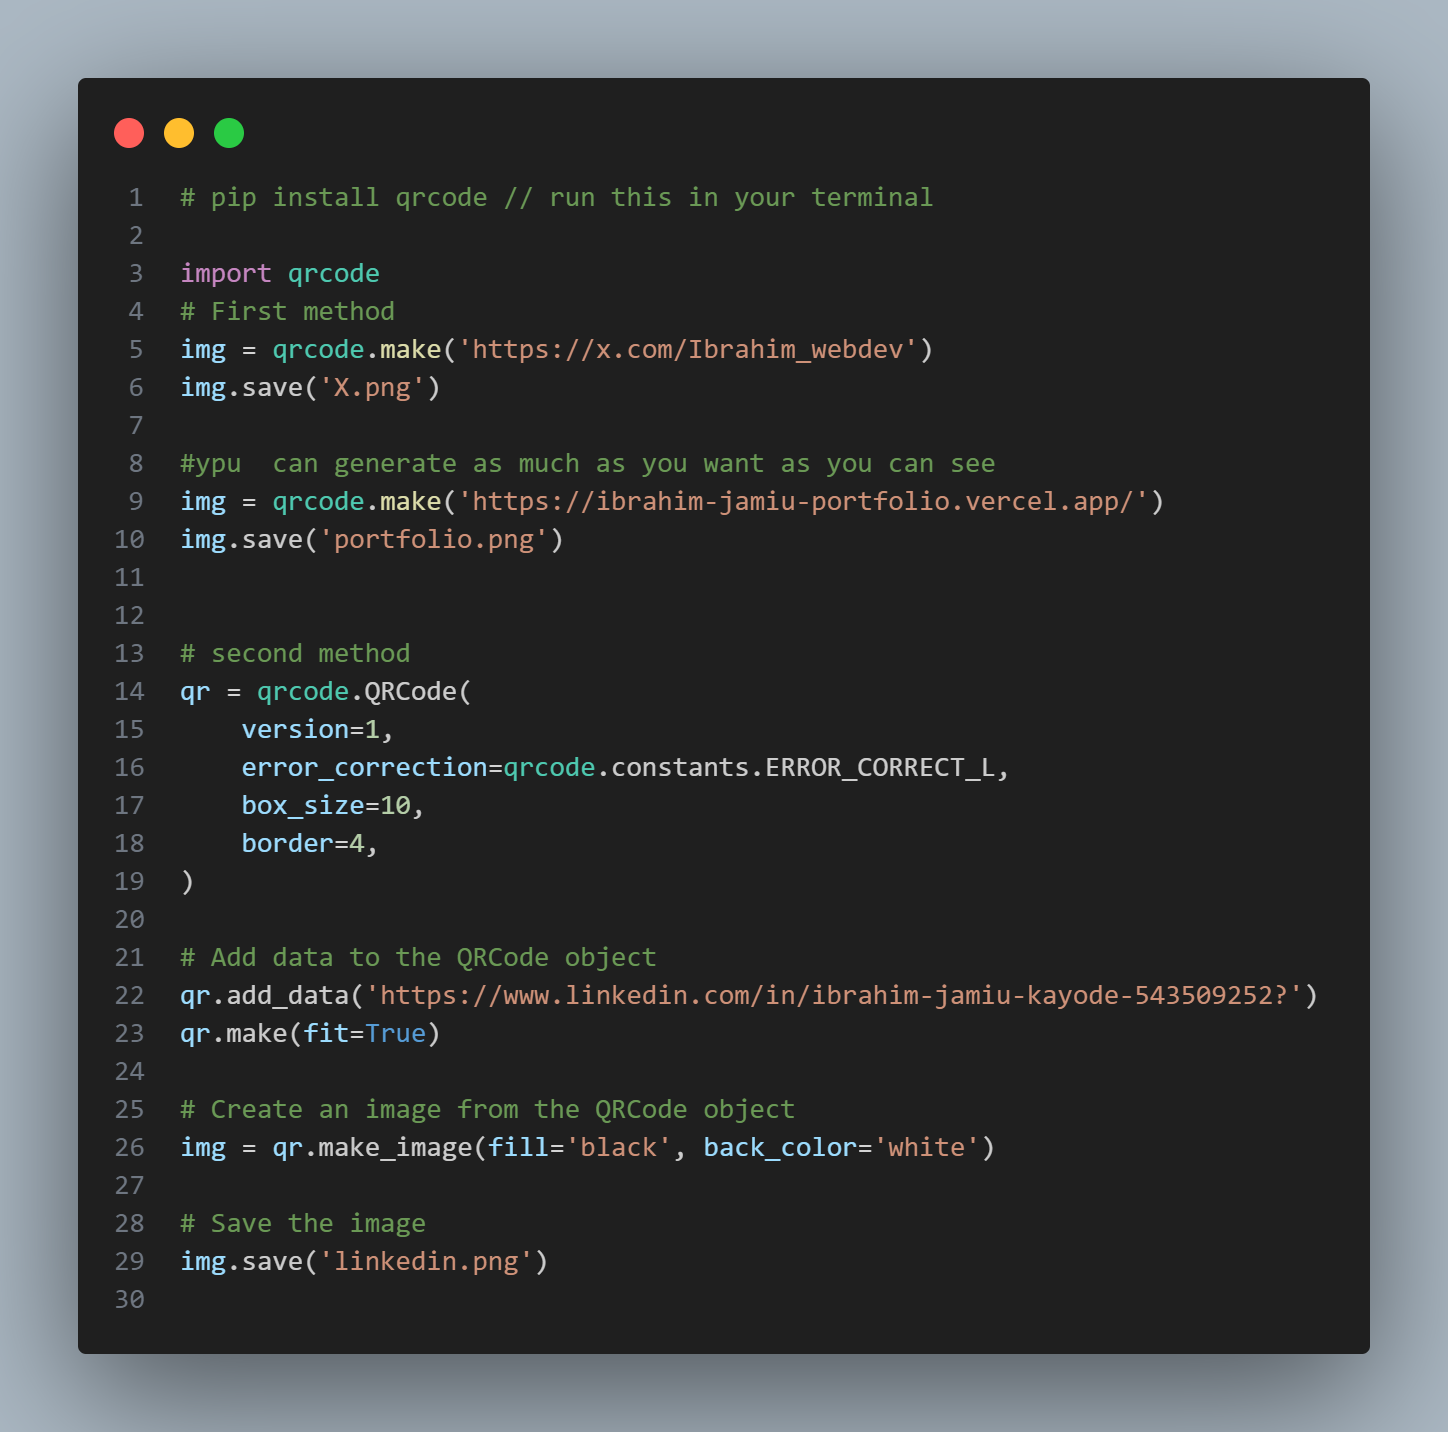 1 # pip install qrcode // run this in your terminal
2
3 import qrcode
4 # First method
5 img = qrcode.make('https://x.com/Ibrahim_webdev')
6 img.save('X.png')
7
8 #ypu  can generate as much as you want as you can see
9 img = qrcode.make('https://ibrahim-jamiu-portfolio.vercel.app/')
10 img.save('portfolio.png')
11
12
13 # second method
14 qr = qrcode.QRCode(
15     version=1,
16     error_correction=qrcode.constants.ERROR_CORRECT_L,
17     box_size=10,
18     border=4,
19 )
20
21 # Add data to the QRCode object
22 qr.add_data('https://www.linkedin.com/in/ibrahim-jamiu-kayode-543509252?')
23 qr.make(fit=True)
24
25 # Create an image from the QRCode object
26 img = qr.make_image(fill='black', back_color='white')
27
28 # Save the image
29 img.save('linkedin.png')
30